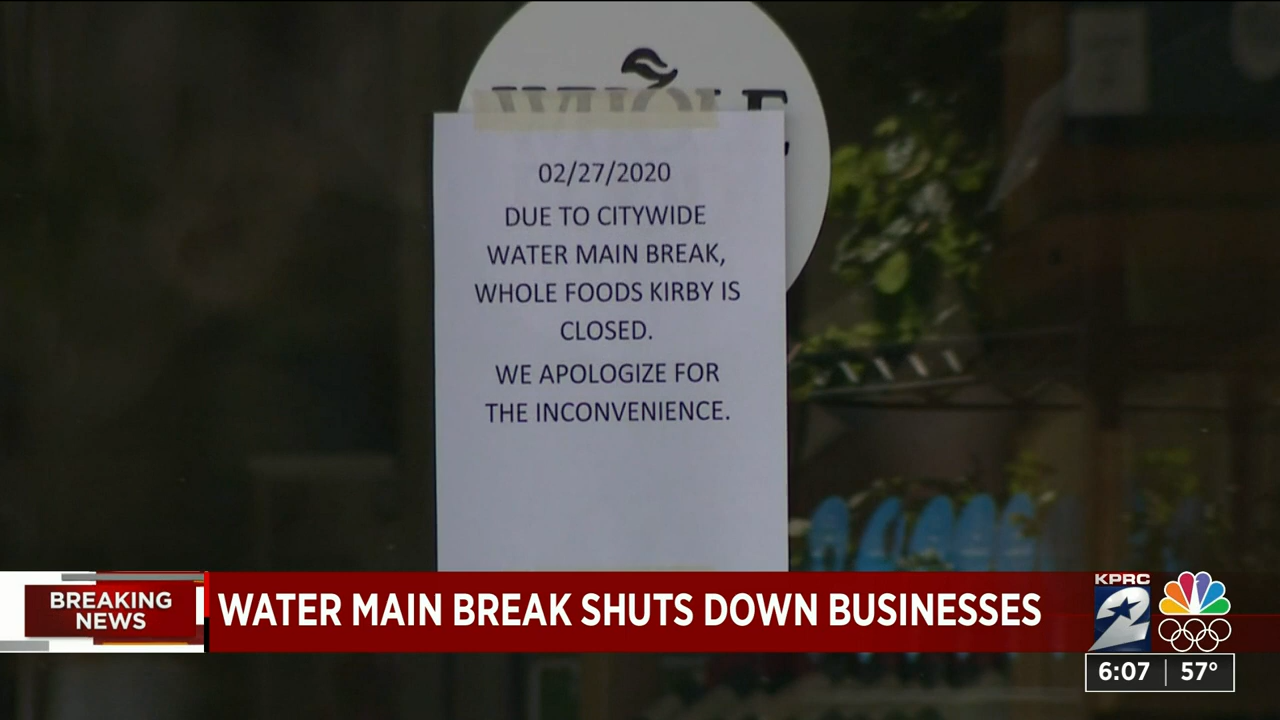 WHOLE
02/27/2020
DUE TO CITYWIDE
WATER MAIN BREAK,
WHOLE FOODS KIRBY IS
CLOSED.
WE APOLOGIZE FOR
THE INCONVENIENCE.
BREAKING
NEWS
WATER MAIN BREAK SHUTS DOWN BUSINESSES
KPRC
2
6:07 | 57°